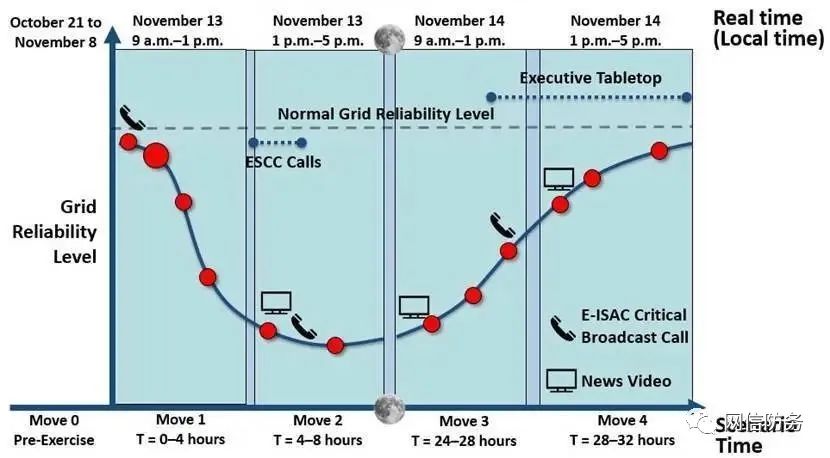 October 21 to
November 8
November 13
9 a.m.–1 p.m.
November 13
1 p.m.–5 p.m.
November 14
9 a.m.–1 p.m.
November 14
1 p.m.–5 p.m.
Real time
(Local time)
Executive Tabletop
Normal Grid Reliability Level
ESCC Calls
Grid
Reliability
Level
E-ISAC Critical
Broadcast Call
News Video
Move 0
Pre-Exercise
Move 1
T = 0–4 hours
Move 2
T = 4–8 hours
Move 3
T = 24–28 hours
Move 4
T = 28–32 hours
Scenario
Time
网信防务